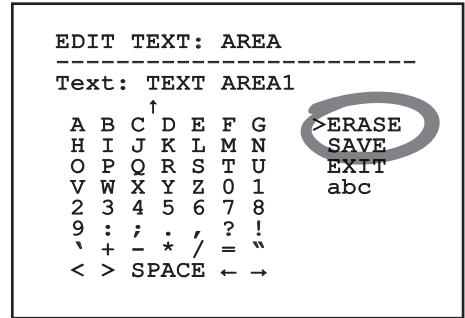 EDIT TEXT: AREA
------------------------
Text: TEXT AREA1
↑
A B C D E F G >ERASE
H I J K L M N SAVE
O P Q R S T U EXIT
V W X Y Z 0 1 abc
2 3 4 5 6 7 8
9 : ; . , ? !
‘ + - * / = “
< > SPACE ← →